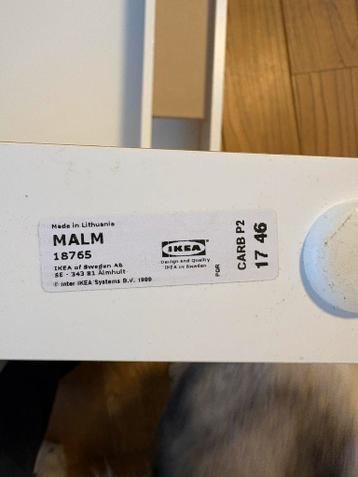 Made in Lithuania
MALM
18765
IKEA of Sweden AB
SE - 343 81 Älmhult
© Inter IKEA Systems B.V. 1999
IKEA
Design and Quality
IKEA of Sweden
PGR
CARB P2
17 46